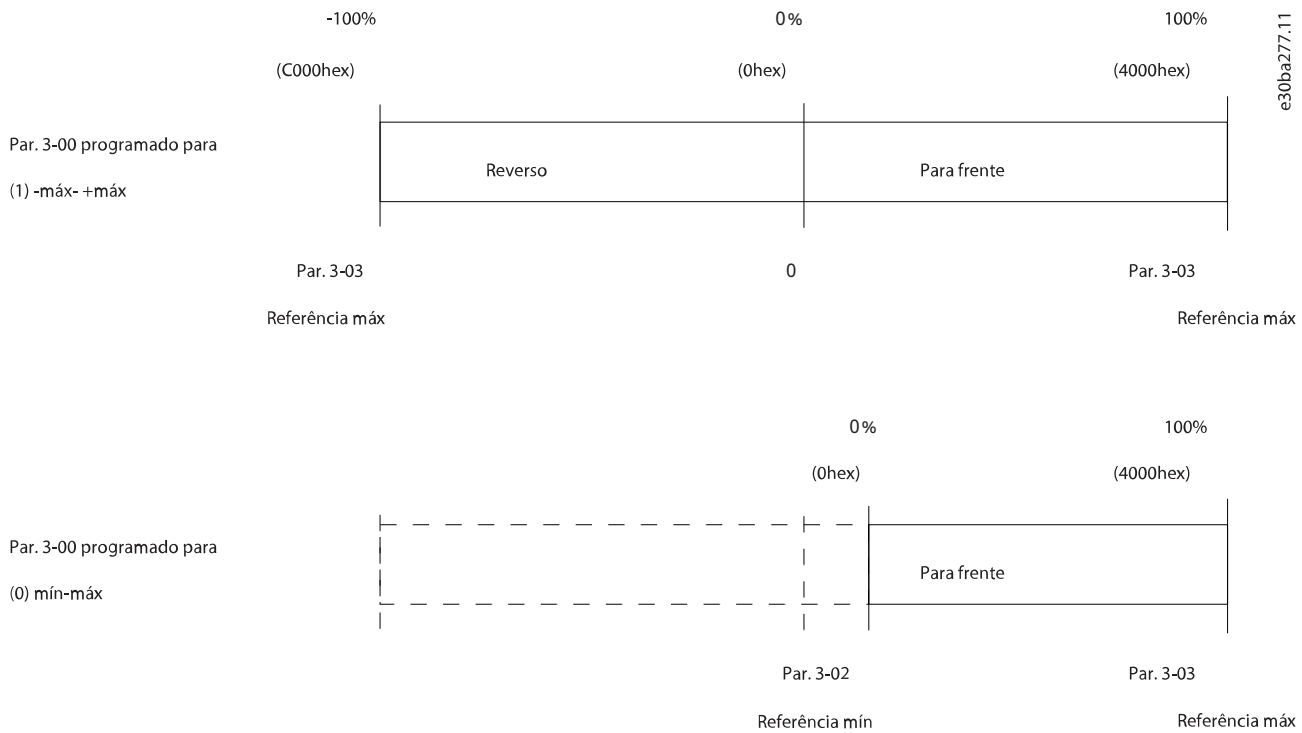 -100% 0% 100%
(C000hex) (0hex) (4000hex)
e30ba277.11
Par. 3-00 programado para
(1) -máx- +máx
Reverso Para frente
Par. 3-03 0 Par. 3-03
Referência máx Referência máx
0% 100%
(0hex) (4000hex)
Par. 3-00 programado para
(0) mín-máx
Para frente
Par. 3-02 Par. 3-03
Referência mín Referência máx